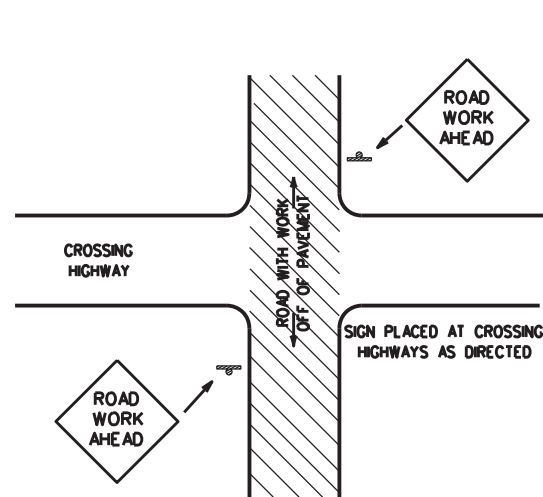 ROAD
WORK
AHEAD
CROSSING
HIGHWAY
ROAD WITH WORK
OFF OF PAVEMENT
SIGN PLACED AT CROSSING
HIGHWAYS AS DIRECTED
ROAD
WORK
AHEAD